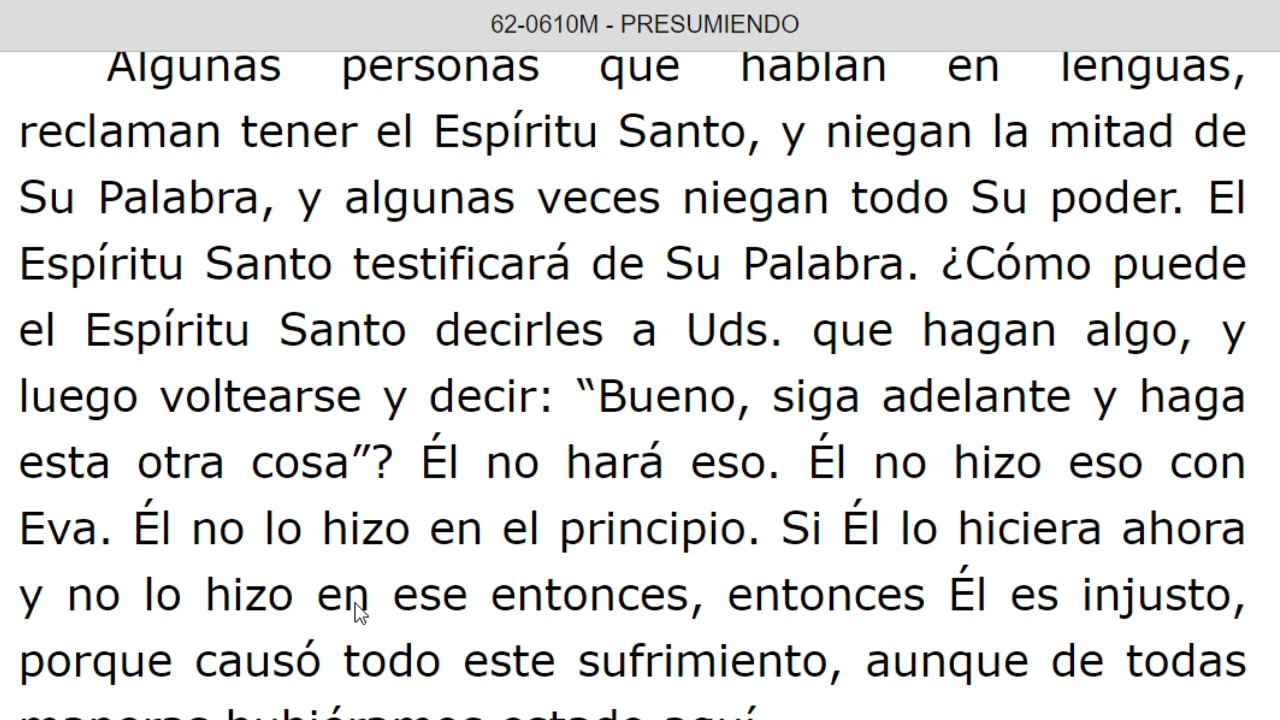 62-0610M - PRESUMIENDO
Algunas personas que hablan en lenguas,
reclaman tener el Espíritu Santo, y niegan la mitad de
Su Palabra, y algunas veces niegan todo Su poder. El
Espíritu Santo testificará de Su Palabra. ¿Cómo puede
el Espíritu Santo decirles a Uds. que hagan algo, y
luego voltearse y decir: “Bueno, siga adelante y haga
esta otra cosa”? Él no hará eso. Él no hizo eso con
Eva. Él no lo hizo en el principio. Si Él lo hiciera ahora
y no lo hizo en ese entonces, entonces Él es injusto,
porque causó todo este sufrimiento, aunque de todas
maneras hubiéramos estado aquí.